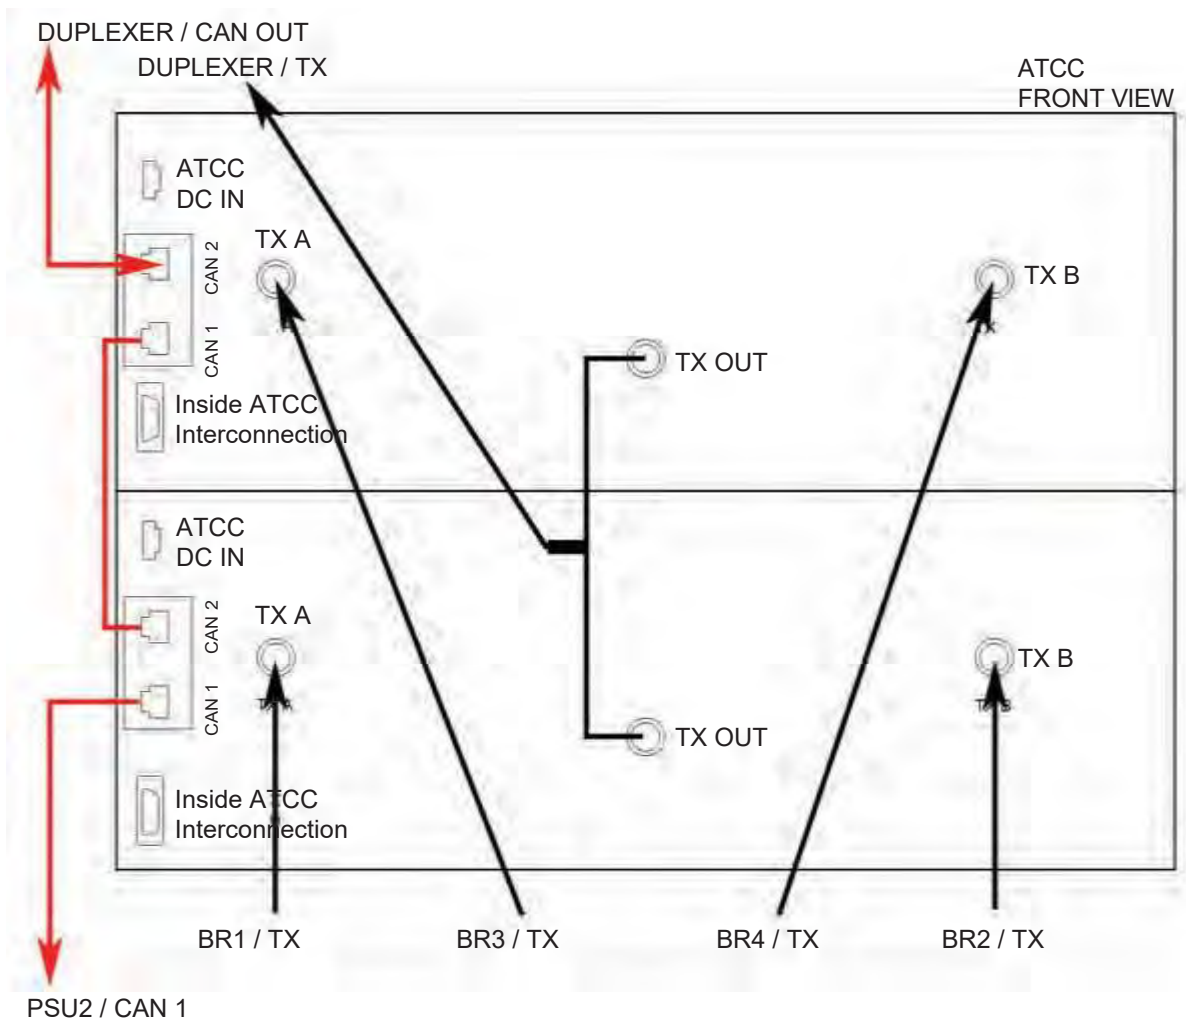 DUPLEXER / CAN OUT
DUPLEXER / TX
ATCC
FRONT VIEW
ATCC
DC IN
CAN 2
TX A
TX B
CAN 1
TX OUT
Inside ATCC
Interconnection
ATCC
DC IN
CAN 2
TX A
TX B
CAN 1
TX OUT
Inside ATCC
Interconnection
BR1 / TX
BR3 / TX
BR4 / TX
BR2 / TX
PSU2 / CAN 1